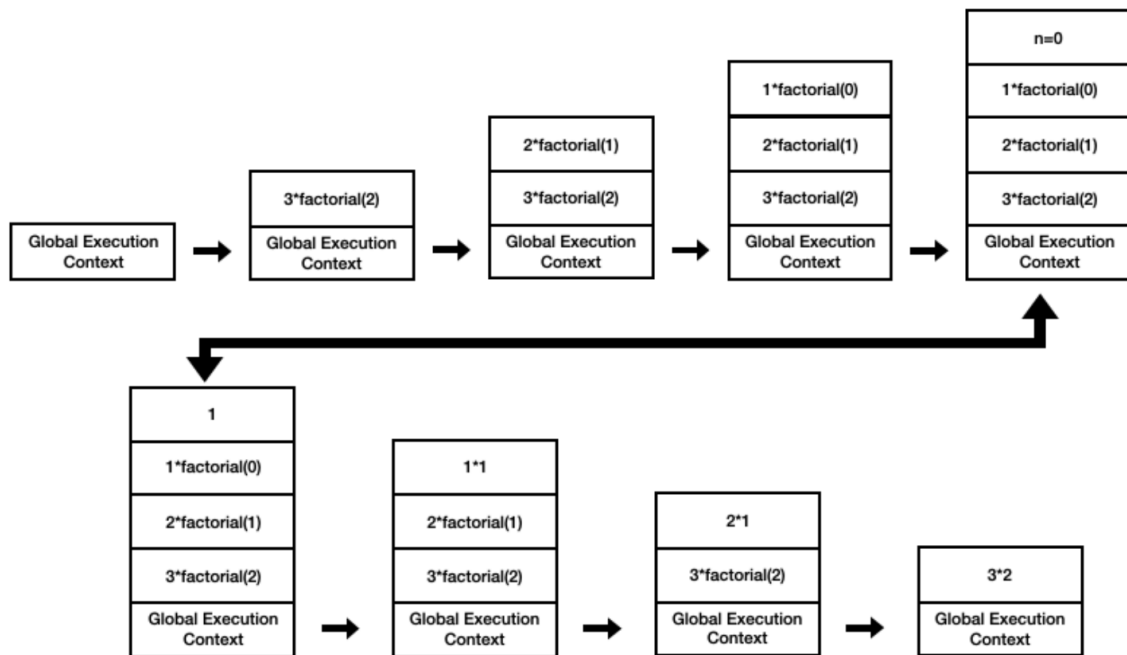 Global Execution
Context
3*factorial(2)
Global Execution
Context
2*factorial(1)
3*factorial(2)
Global Execution
Context
1*factorial(0)
2*factorial(1)
3*factorial(2)
Global Execution
Context
n=0
1*factorial(0)
2*factorial(1)
3*factorial(2)
Global Execution
Context
1
1*factorial(0)
2*factorial(1)
3*factorial(2)
Global Execution
Context
1*1
2*factorial(1)
3*factorial(2)
Global Execution
Context
2*1
3*factorial(2)
Global Execution
Context
3*2
Global Execution
Context